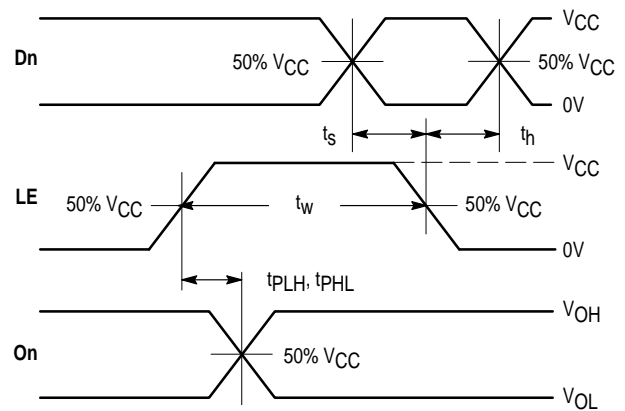 VCC
Dn
50% VCC
50% VCC
0V
ts
th
VCC
LE
50% VCC
tw
50% VCC
0V
tPLH, tPHL
VOH
On
50% VCC
VOL